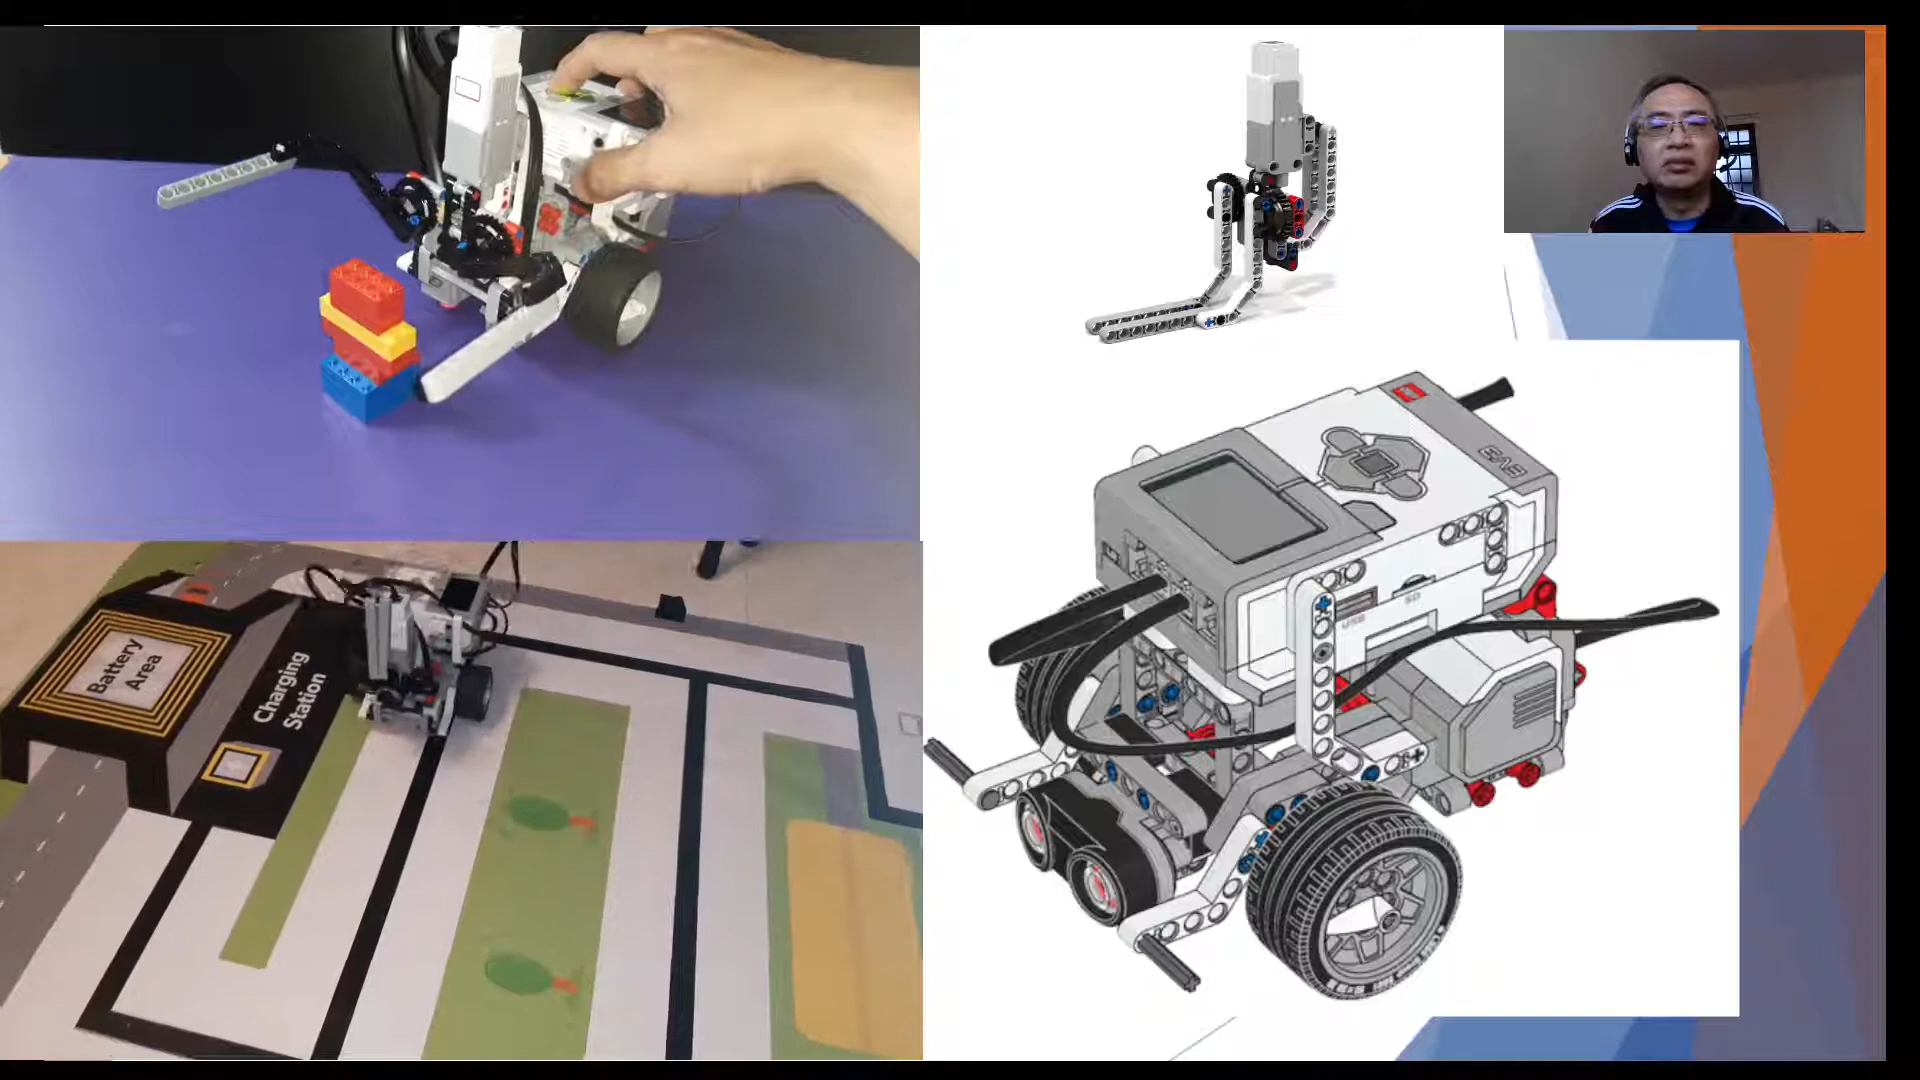 EV3
USB
SD
Battery
Area
Charging
Station